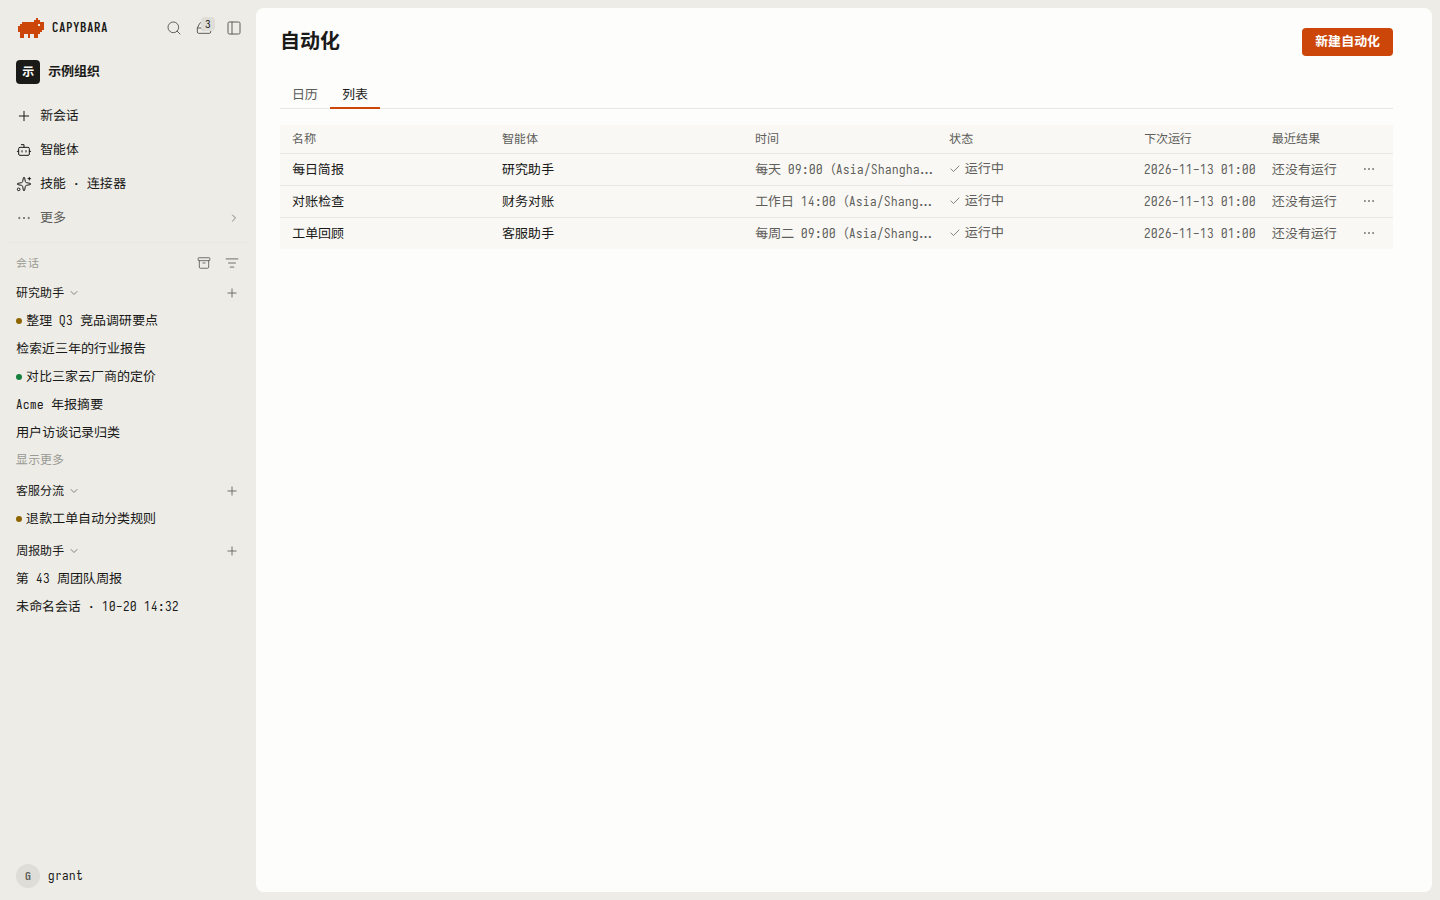 CAPYBARA
3
示 示例组织
新会话
智能体
技能 · 连接器
更多
会话
研究助手
整理 Q3 竞品调研要点
检索近三年的行业报告
对比三家云厂商的定价
Acme 年报摘要
用户访谈记录归类
显示更多
客服分流
退款工单自动分类规则
周报助手
第 43 周团队周报
未命名会话 · 10-20 14:32
G grant
自动化
新建自动化
日历 列表
名称 智能体 时间 状态 下次运行 最近结果
每日简报 研究助手 每天 09:00 (Asia/Shangha... 运行中 2026-11-13 01:00 还没有运行 ...
对账检查 财务对账 工作日 14:00 (Asia/Shang... 运行中 2026-11-13 01:00 还没有运行 ...
工单回顾 客服助手 每周二 09:00 (Asia/Shang... 运行中 2026-11-13 01:00 还没有运行 ...